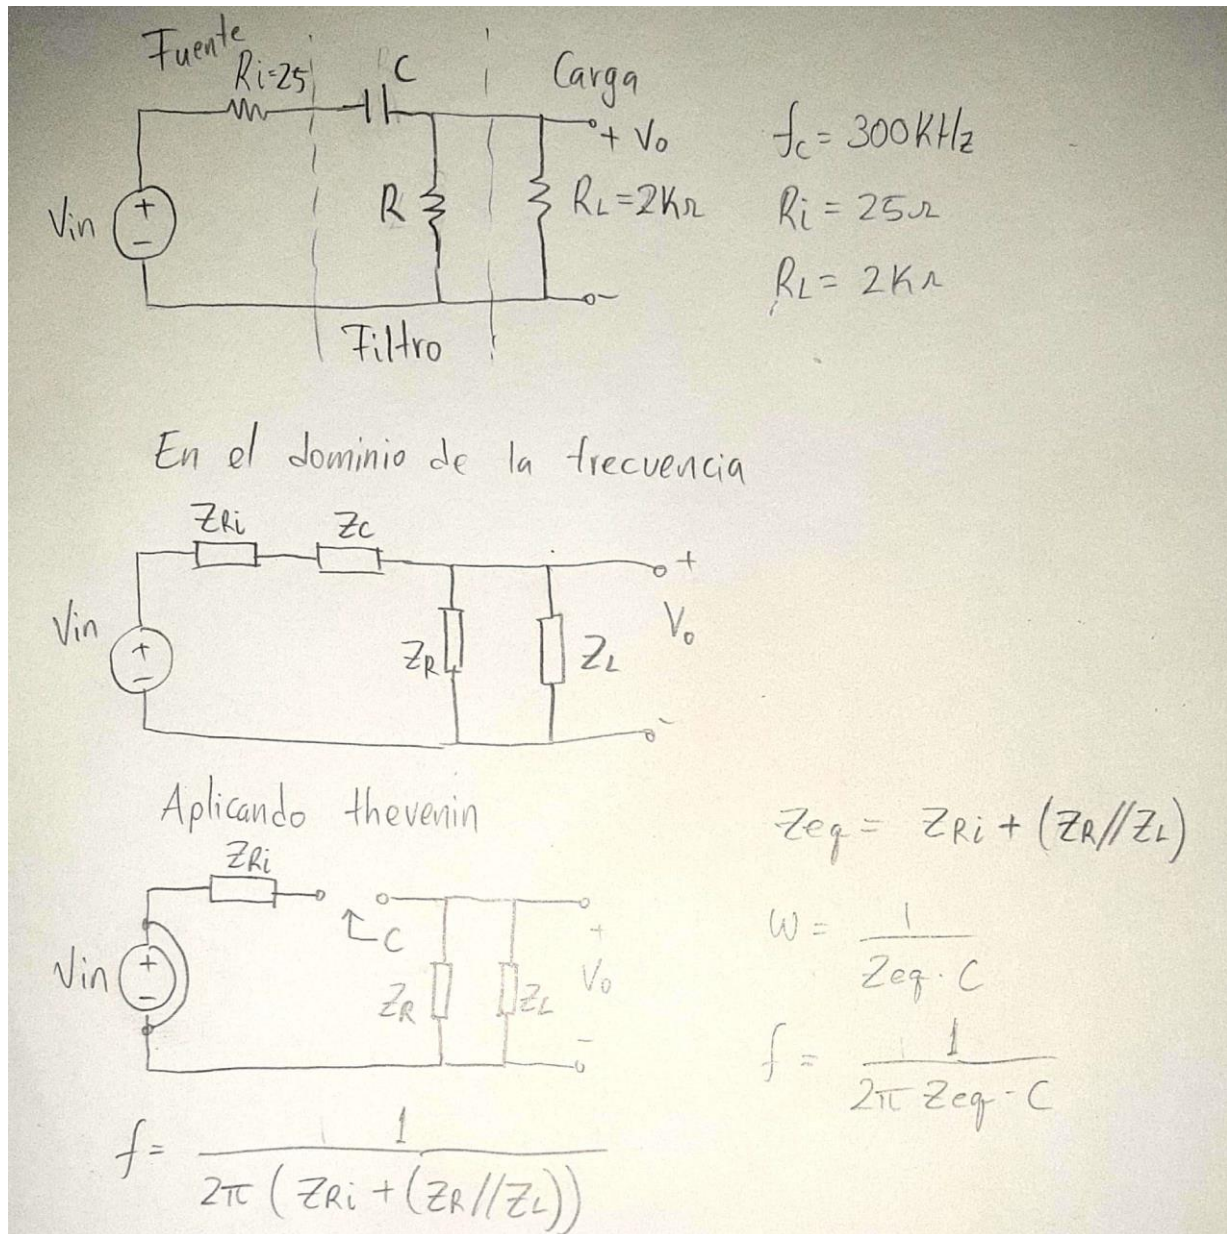 Fuente
Ri=25
C
Carga
+ Vo
Vin
+
-
R
RL=2KΩ
-
Filtro
fc= 300KHz
Ri = 25Ω
RL= 2KΩ
En el dominio de la frecuencia
ZRi
Zc
+
Vin
+
-
ZR
ZL
Vo
-
Aplicando thevenin
ZRi
C
+
Vin
+
-
ZR
ZL
Vo
-
Zeq = ZRi + (ZR//ZL)
W = 1
Zeq · C
f = 1
2π Zeq · C
f= 1
2π (ZRi + (ZR//ZL))